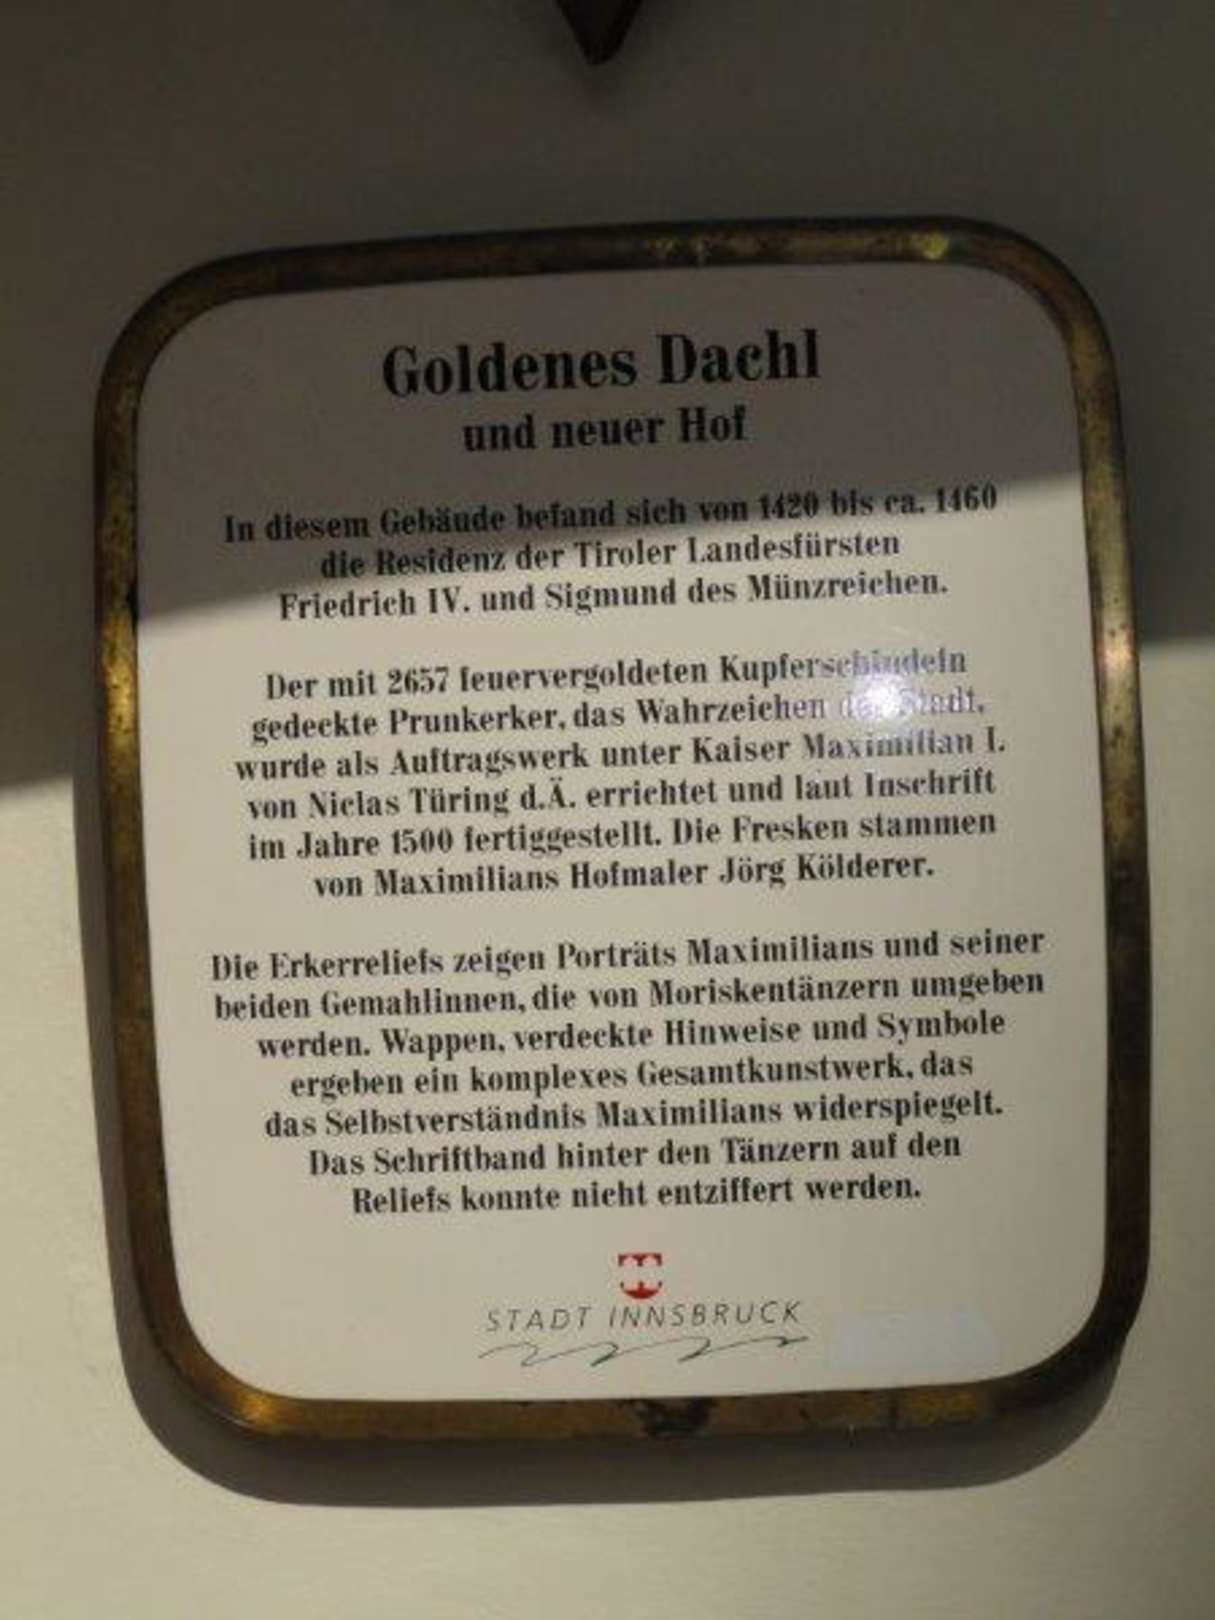 Goldenes Dachl
und neuer Hof
In diesem Gebäude befand sich von 1420 bis ca. 1460
die Residenz der Tiroler Landesfürsten
Friedrich IV. und Sigmund des Münzreichen.
Der mit 2657 feuervergoldeten Kupferschindeln
gedeckte Prunkerker, das Wahrzeichen der Stadt,
wurde als Auftragswerk unter Kaiser Maximilian I.
von Niclas Türing d.Ä. errichtet und laut Inschrift
im Jahre 1500 fertiggestellt. Die Fresken stammen
von Maximilians Hofmaler Jörg Kölderer.
Die Erkerreliefs zeigen Porträts Maximilians und seiner
beiden Gemahlinnen, die von Moriskentänzern umgeben
werden. Wappen, verdeckte Hinweise und Symbole
ergeben ein komplexes Gesamtkunstwerk, das
das Selbstverständnis Maximilians widerspiegelt.
Das Schriftband hinter den Tänzern auf den
Reliefs konnte nicht entziffert werden.
STADT INNSBRUCK